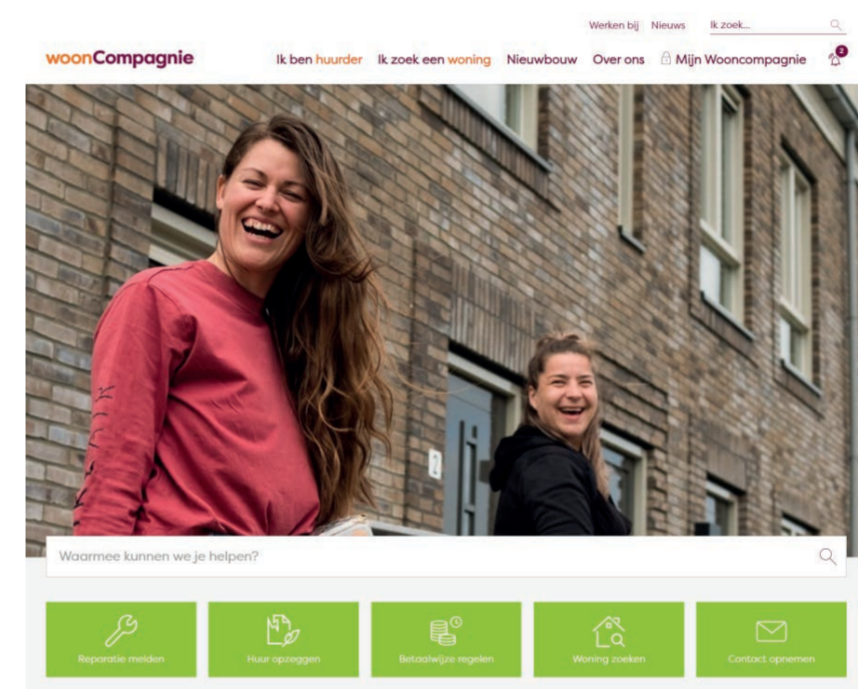 Werken bij Nieuws Ik zoek...
woonCompagnie Ik ben huurder Ik zoek een woning Nieuwbouw Over ons Mijn Wooncompagnie 2
2
Waarmee kunnen we je helpen?
Reparatie melden Huur opzeggen Betaalwijze regelen Woning zoeken Contact opnemen